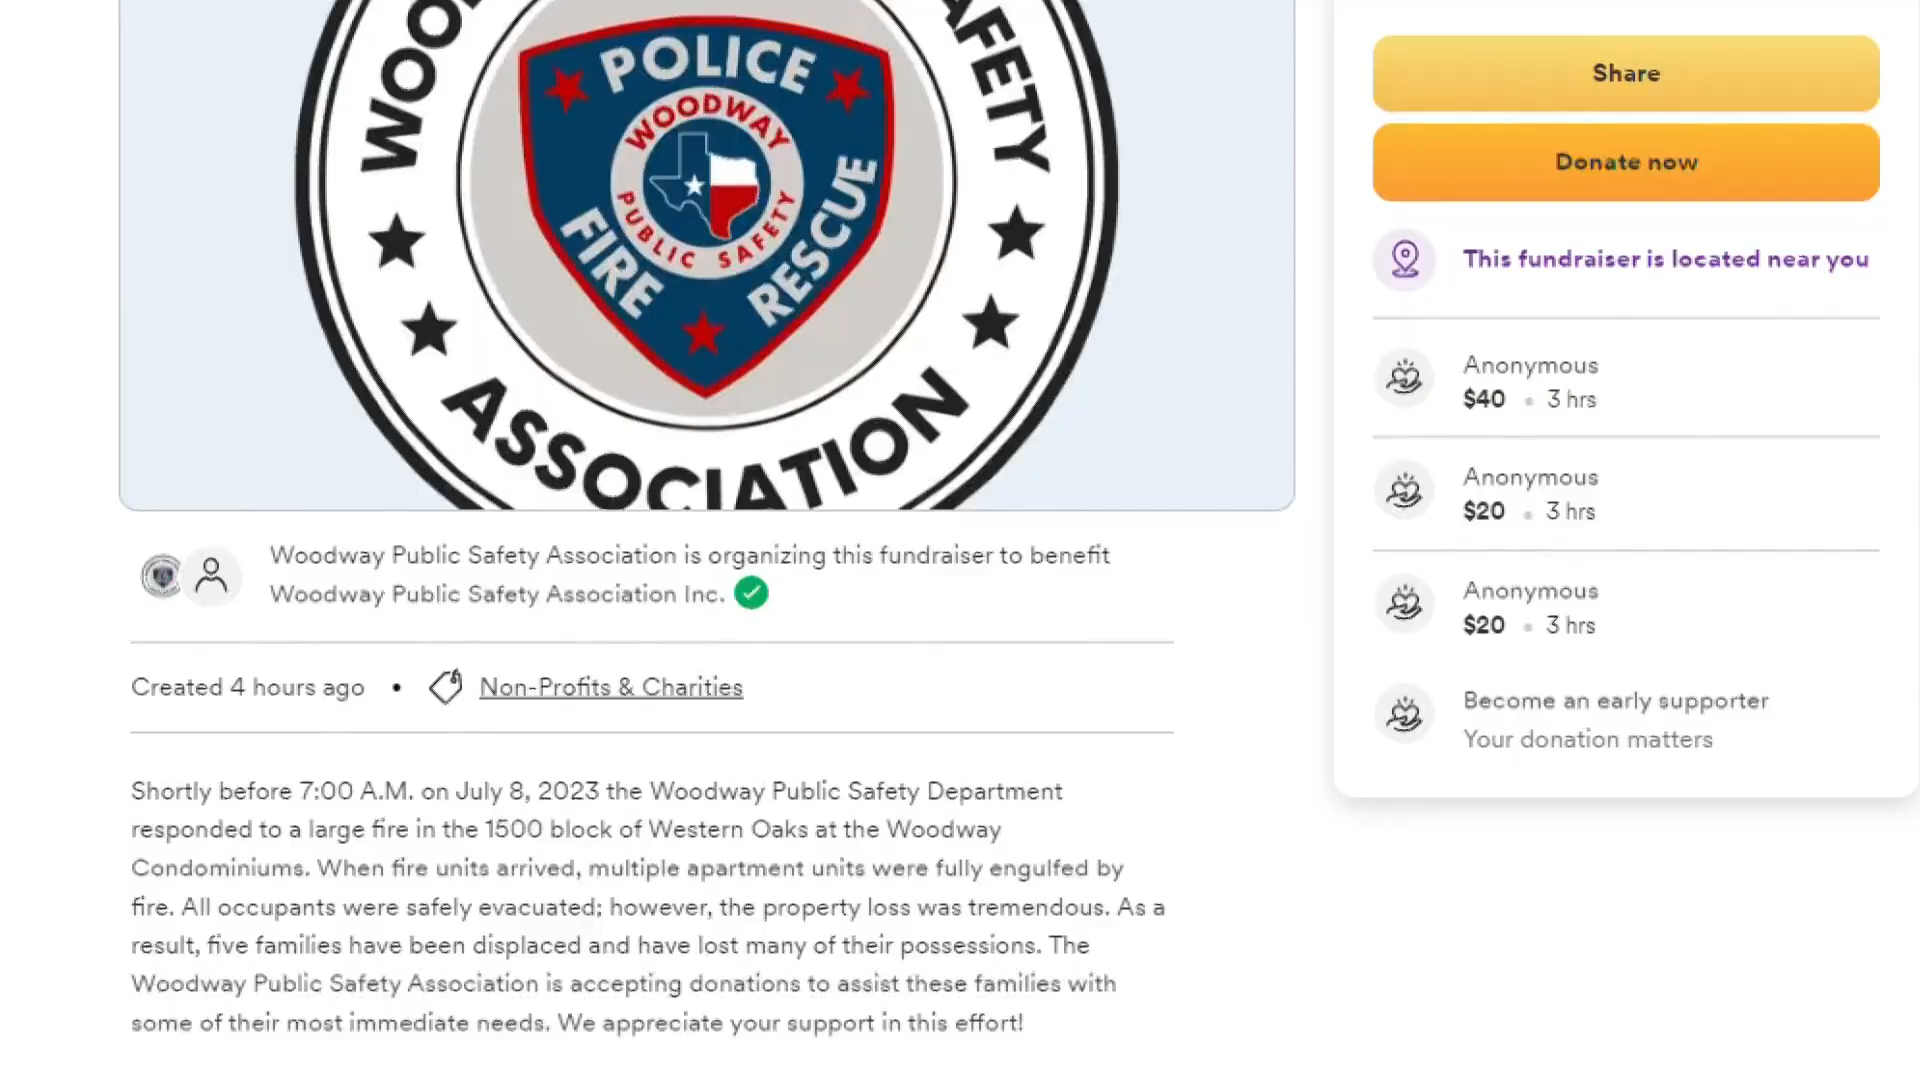 WOO
AFETY
ASSOCIATION
POLICE
FIRE
RESCUE
WOODWAY
PUBLIC SAFETY
Woodway Public Safety Association is organizing this fundraiser to benefit
Woodway Public Safety Association Inc.
Created 4 hours ago • Non-Profits & Charities
Shortly before 7:00 A.M. on July 8, 2023 the Woodway Public Safety Department
responded to a large fire in the 1500 block of Western Oaks at the Woodway
Condominiums. When fire units arrived, multiple apartment units were fully engulfed by
fire. All occupants were safely evacuated; however, the property loss was tremendous. As a
result, five families have been displaced and have lost many of their possessions. The
Woodway Public Safety Association is accepting donations to assist these families with
some of their most immediate needs. We appreciate your support in this effort!
Share
Donate now
This fundraiser is located near you
Anonymous
$40 • 3 hrs
Anonymous
$20 • 3 hrs
Anonymous
$20 • 3 hrs
Become an early supporter
Your donation matters